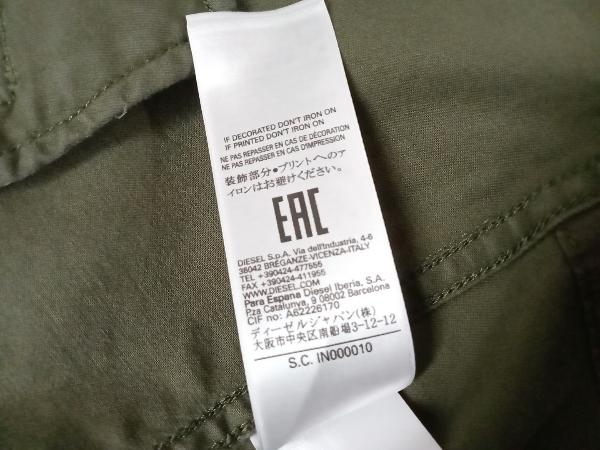 IF DECORATED DON'T IRON ON
IF PRINTED DON'T IRON ON
NE PAS REPASSER EN CAS DE DÉCORATION
NE PAS REPASSER EN CAS D'IMPRESSION
装飾部分●プリントへのア
イロンはお避けください。
EAC
DIESEL S.p.A. Via dell'Industria, 4-6
36042 BREGANZE-VICENZA-ITALY
TEL +390424-477555
FAX +390424-411955
WWW.DIESEL.COM
Para Espana Diesel Iberia, S.A.
Pza Catalunya, 9 08002 Barcelona
CIF no: A62226170
ディーゼルジャパン(株)
大阪市中央区南船場3-12-12
S.C. IN000010